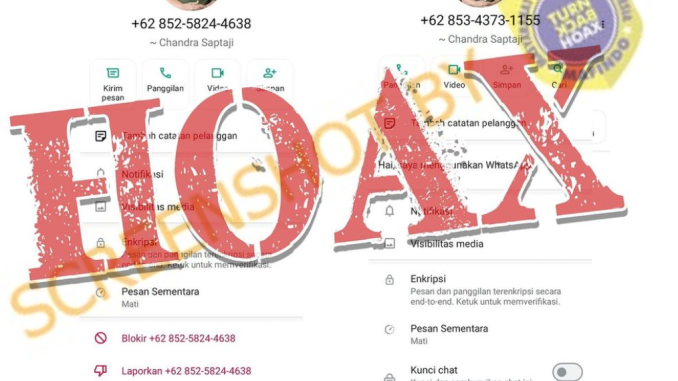 +62 852-5824-4638
~ Chandra Saptaji
Kirim
pesan
Panggilan
Video
Simpan
Tambah catatan pelanggan
Notifikasi
Visibilitas media
Enkripsi
Pesan dan panggilan terenkripsi secara
end-to-end. Ketuk untuk memverifikasi.
Pesan Sementara
Mati
Blokir +62 852-5824-4638
Laporkan +62 852-5824-4638
+62 853-4373-1155
~ Chandra Saptaji
Panggilan
Video
Simpan
Cari
Tambah catatan pelanggan
Hai, saya menggunakan WhatsApp
Notifikasi
Visibilitas media
Enkripsi
Pesan dan panggilan terenkripsi secara
end-to-end. Ketuk untuk memverifikasi.
Pesan Sementara
Mati
Kunci chat
HOAX
SCREENSHOT BY
TURN
BACK
HOAX
MAFINDO